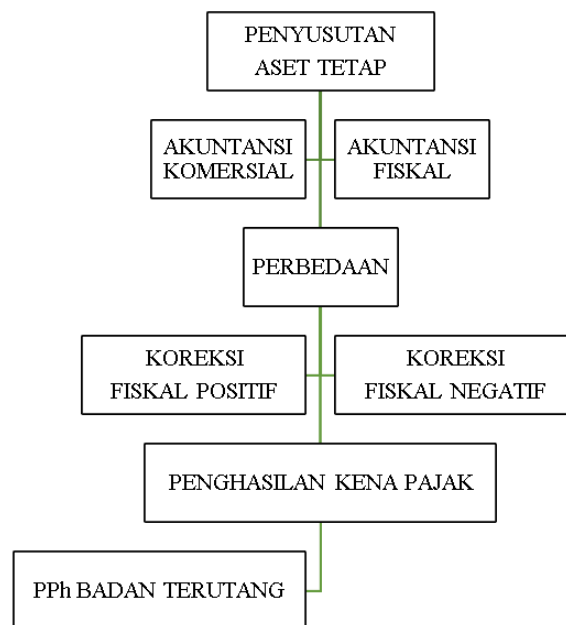 PENYUSUTAN
ASET TETAP
AKUNTANSI
KOMERSIAL
AKUNTANSI
FISKAL
PERBEDAAN
KOREKSI
FISKAL POSITIF
KOREKSI
FISKAL NEGATIF
PENGHASILAN KENA PAJAK
PPh BADAN TERUTANG